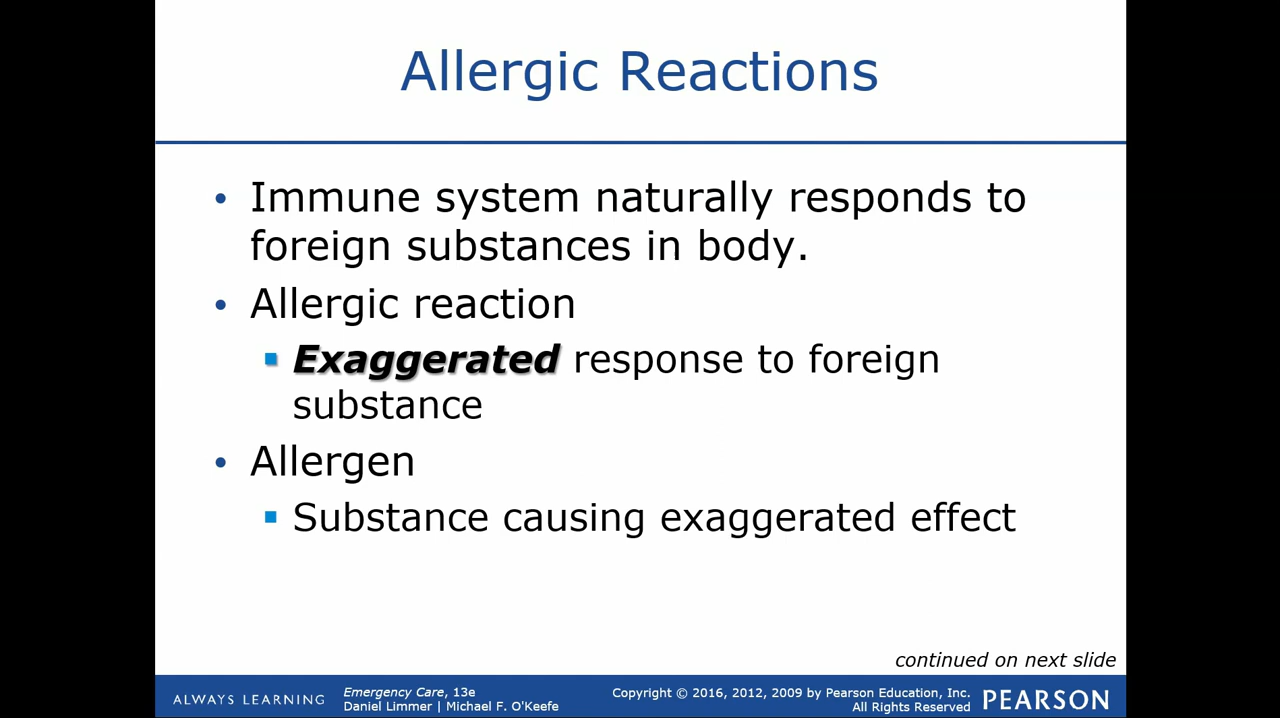 Allergic Reactions
• Immune system naturally responds to
foreign substances in body.
• Allergic reaction
▪ Exaggerated response to foreign
substance
• Allergen
▪ Substance causing exaggerated effect
continued on next slide
ALWAYS LEARNING
Emergency Care, 13e
Daniel Limmer | Michael F. O'Keefe
Copyright © 2016, 2012, 2009 by Pearson Education, Inc.
All Rights Reserved
PEARSON